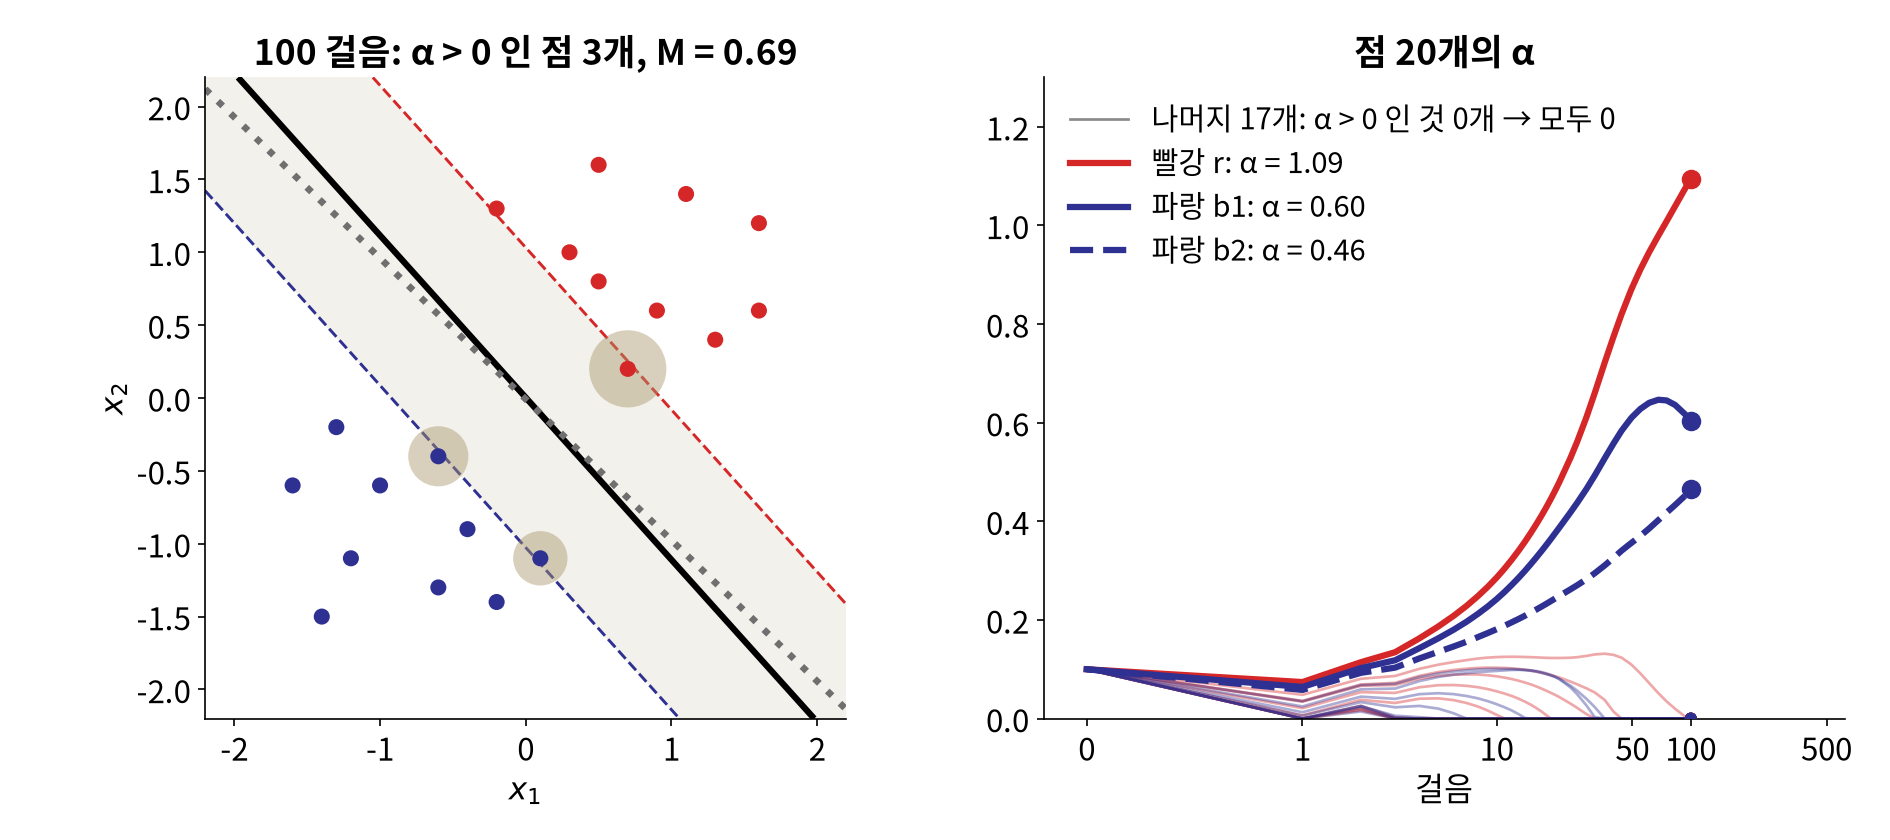 100 걸음: α > 0 인 점 3개, M = 0.69
2.0
1.5
1.0
0.5
0.0
-0.5
-1.0
-1.5
-2.0
x₂
-2 -1 0 1 2
x₁
점 20개의 α
나머지 17개: α > 0 인 것 0개 → 모두 0
빨강 r: α = 1.09
파랑 b1: α = 0.60
파랑 b2: α = 0.46
1.2
1.0
0.8
0.6
0.4
0.2
0.0
0 1 10 50 100 500
걸음